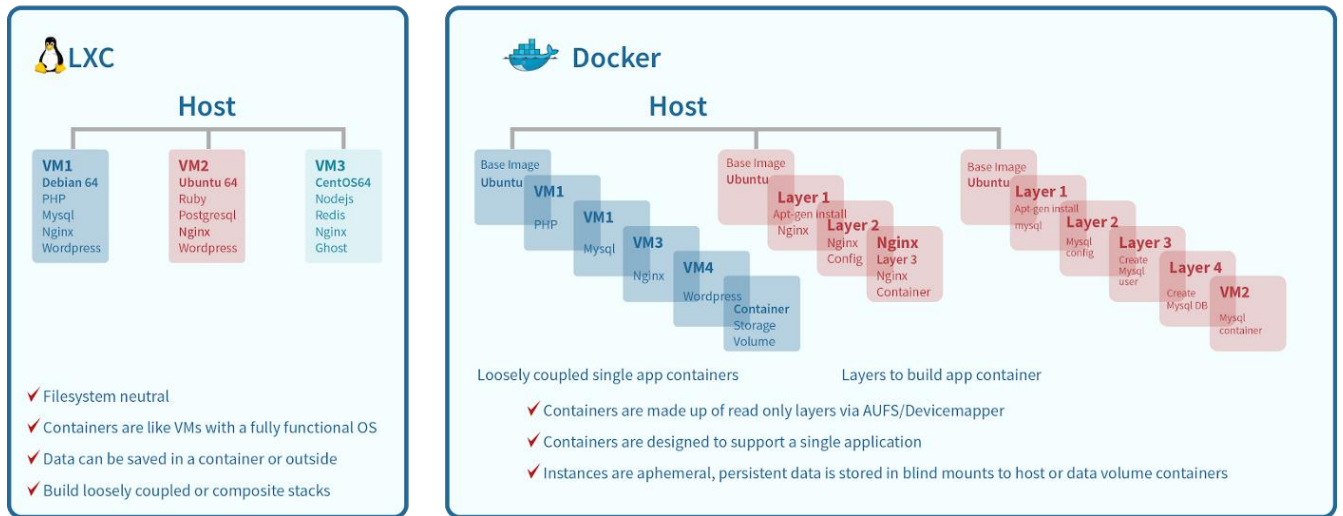 LXC
Host
VM1
Debian 64
PHP
Mysql
Nginx
Wordpress
VM2
Ubuntu 64
Ruby
Postgresql
Nginx
Wordpress
VM3
CentOS64
Nodejs
Redis
Nginx
Ghost
Filesystem neutral
Containers are like VMs with a fully functional OS
Data can be saved in a container or outside
Build loosely coupled or composite stacks
Docker
Host
Base Image
Ubuntu
VM1
PHP
VM1
Mysql
VM3
Nginx
VM4
Wordpress
Container
Storage
Volume
Base Image
Ubuntu
Layer 1
Apt-gen install
Nginx
Layer 2
Nginx
Config
Nginx
Layer 3
Nginx
Container
Base Image
Ubuntu
Layer 1
Apt-gen install
mysql
Layer 2
Mysql
config
Layer 3
Create
Mysql
user
Layer 4
Create
Mysql DB
VM2
Mysql
container
Loosely coupled single app containers
Layers to build app container
Containers are made up of read only layers via AUFS/Devicemapper
Containers are designed to support a single application
Instances are aphemeral, persistent data is stored in blind mounts to host or data volume containers